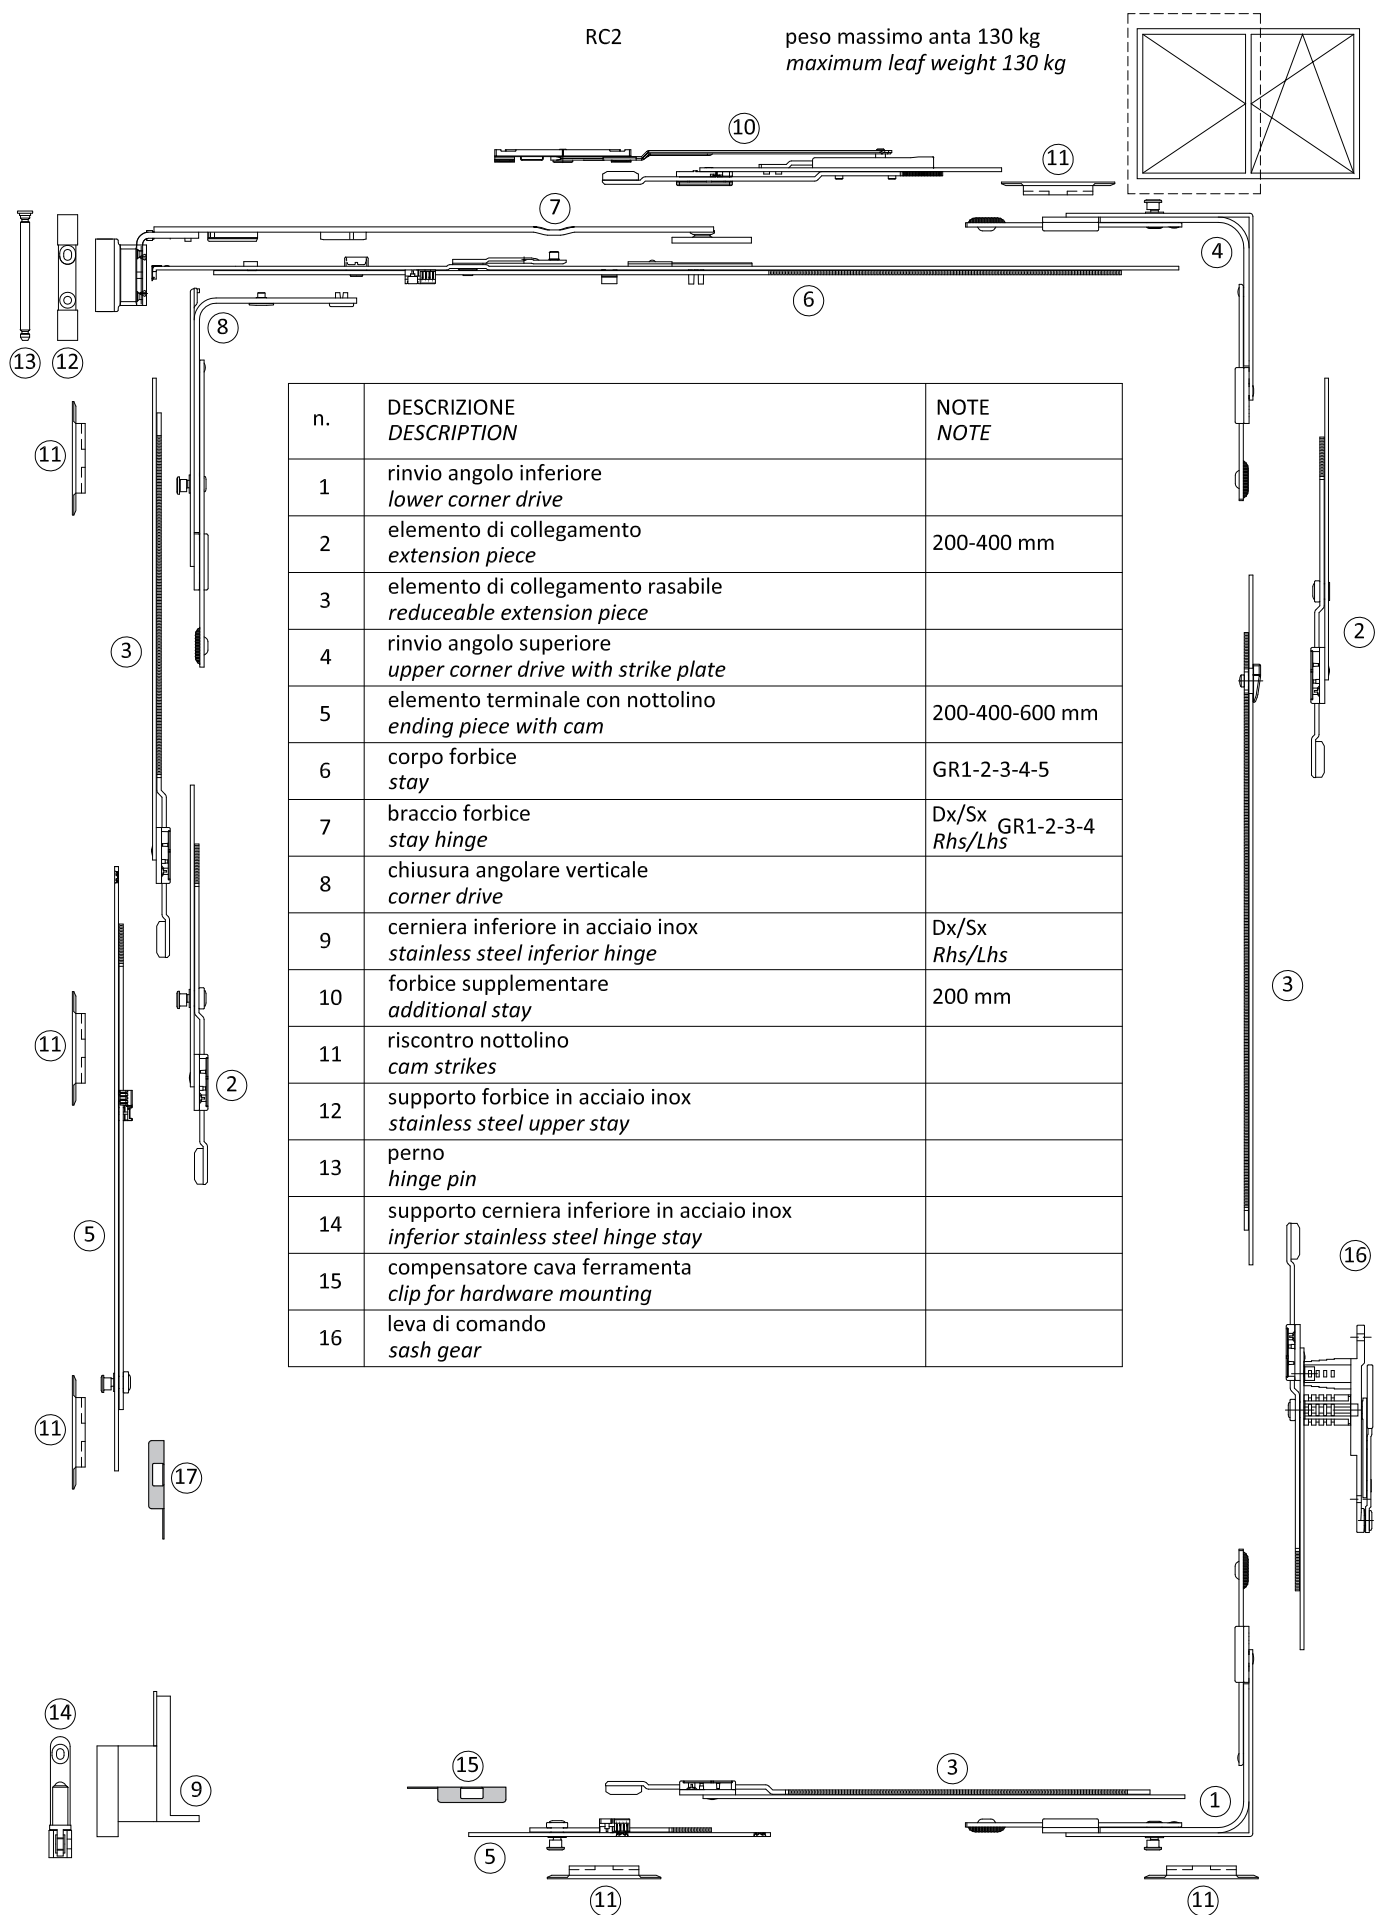 RC2
peso massimo anta 130 kg
maximum leaf weight 130 kg
10
11
7
4
6
8
13
12
11
3
2
n.
DESCRIZIONE
DESCRIPTION
NOTE
NOTE
1
rinvio angolo inferiore
lower corner drive
2
elemento di collegamento
extension piece
200-400 mm
3
elemento di collegamento rasabile
reduceable extension piece
4
rinvio angolo superiore
upper corner drive with strike plate
5
elemento terminale con nottolino
ending piece with cam
200-400-600 mm
6
corpo forbice
stay
GR1-2-3-4-5
7
braccio forbice
stay hinge
Dx/Sx
Rhs/Lhs
GR1-2-3-4
8
chiusura angolare verticale
corner drive
9
cerniera inferiore in acciaio inox
stainless steel inferior hinge
Dx/Sx
Rhs/Lhs
10
forbice supplementare
additional stay
200 mm
11
riscontro nottolino
cam strikes
12
supporto forbice in acciaio inox
stainless steel upper stay
13
perno
hinge pin
14
supporto cerniera inferiore in acciaio inox
inferior stainless steel hinge stay
15
compensatore cava ferramenta
clip for hardware mounting
16
leva di comando
sash gear
3
11
2
5
16
11
17
14
9
15
3
1
5
11
11